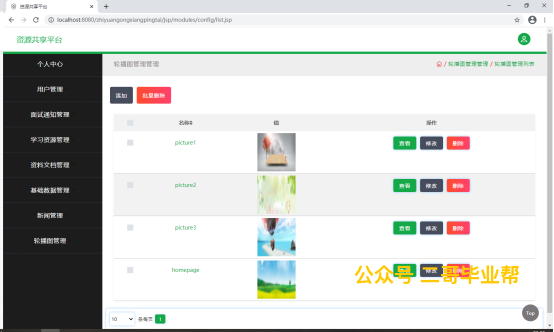 资源共享平台
localhost:8080/zhiyuangongxiangpingtai/jsp/modules/config/list.jsp
资源共享平台
个人中心
用户管理
面试通知管理
学习资源管理
资料文档管理
基础数据管理
新闻管理
轮播图管理
轮播图管理管理
/ 轮播图管理管理 / 轮播图管理列表
添加 批量删除
名称 值 操作
picture1 查看 修改 删除
picture2 查看 修改 删除
picture3 查看 修改 删除
homepage 修改
公众号 二哥毕业帮
10 条每页 1
Top